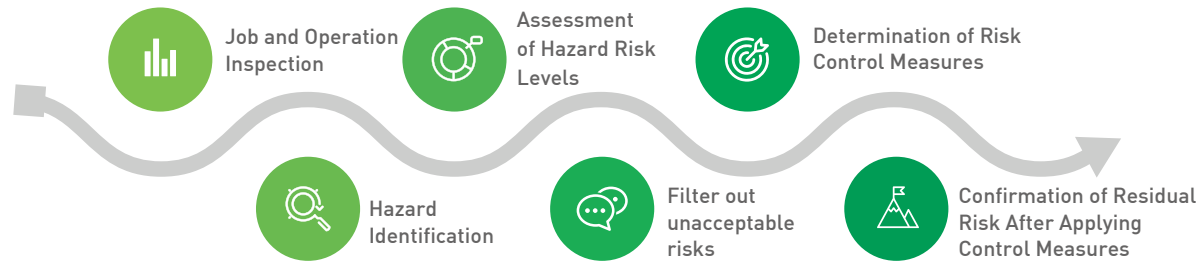 Job and Operation
Inspection
Hazard
Identification
Assessment
of Hazard Risk
Levels
Filter out
unacceptable
risks
Determination of Risk
Control Measures
Confirmation of Residual
Risk After Applying
Control Measures